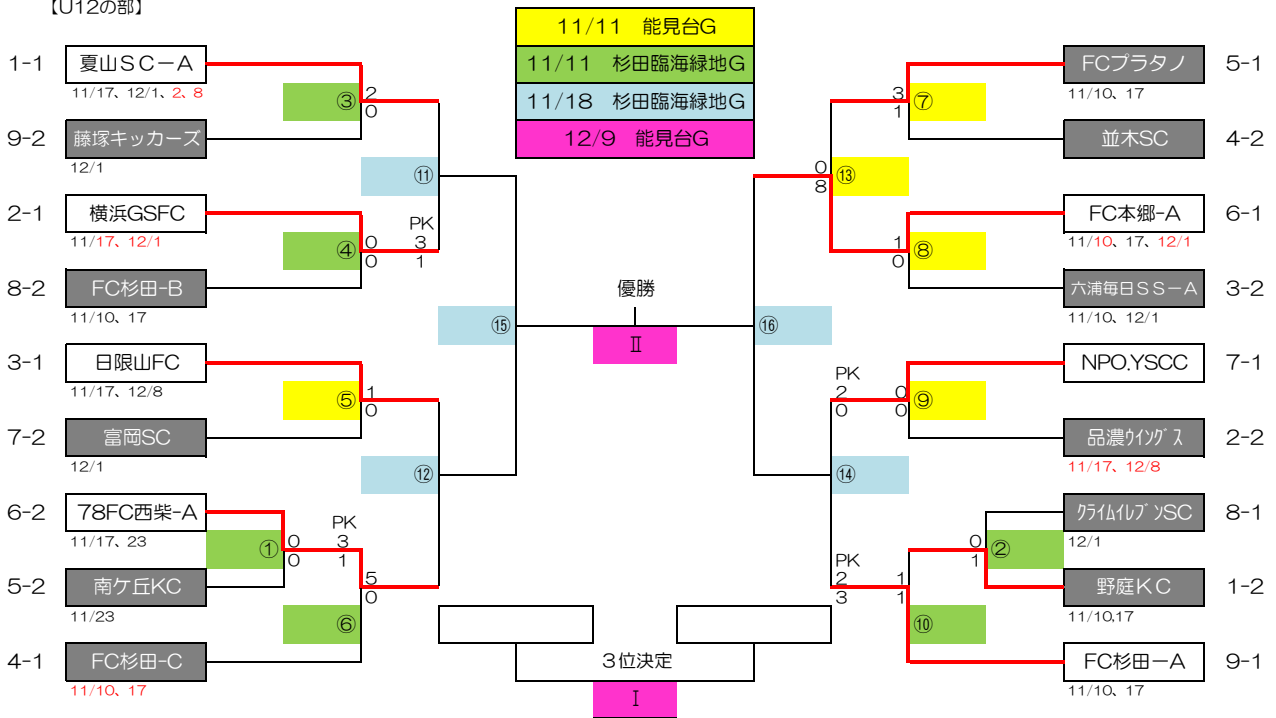 【U12の部】
11/11 能見台G
11/11 杉田臨海緑地G
11/18 杉田臨海緑地G
12/9 能見台G
1-1 夏山SC-A
11/17、12/1、2、8
③ 2
0
9-2 藤塚キッカーズ
12/1
⑪
2-1 横浜GSFC
11/17、12/1
④ 0
0
PK
3
1
8-2 FC杉田-B
11/10、17
⑮
3-1 日限山FC
11/17、12/8
⑤ 1
0
7-2 富岡SC
12/1
⑫
6-2 78FC西柴-A
11/17、23
① 0
0
PK
3
1
5-2 南ケ丘KC
11/23
5
0
⑥
4-1 FC杉田-C
11/10、17
優勝
Ⅱ
3位決定
Ⅰ
FCプラタノ 5-1
11/10、17
3
1 ⑦
並木SC 4-2
0
8 ⑬
FC本郷-A 6-1
11/10、17、12/1
1
0 ⑧
六浦毎日SS-A 3-2
11/10、12/1
⑯
NPO.YSCC 7-1
PK
2
0
0
0 ⑨
品濃ウイングス 2-2
11/17、12/8
⑭
クライムイレブンSC 8-1
12/1
0
1 ②
野庭KC 1-2
11/10,17
PK
2
3
1
1
⑩
FC杉田-A 9-1
11/10、17